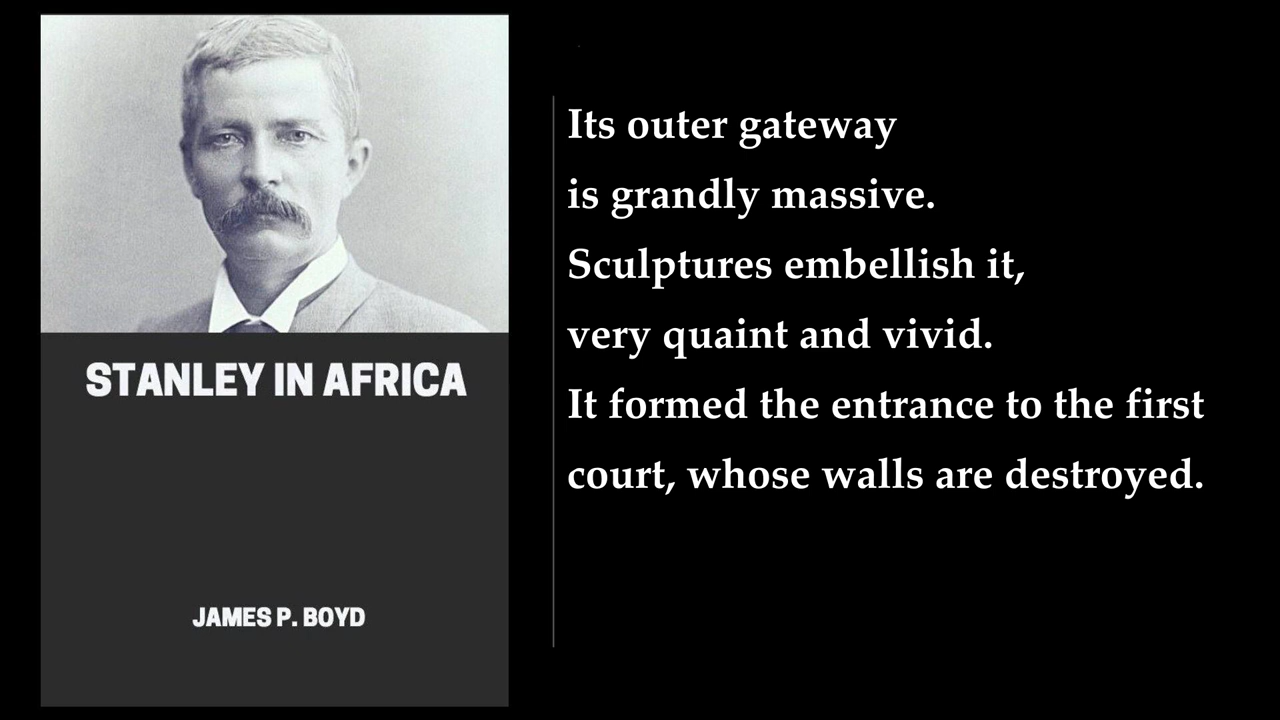 STANLEY IN AFRICA
JAMES P. BOYD
Its outer gateway
is grandly massive.
Sculptures embellish it,
very quaint and vivid.
It formed the entrance to the first
court, whose walls are destroyed.